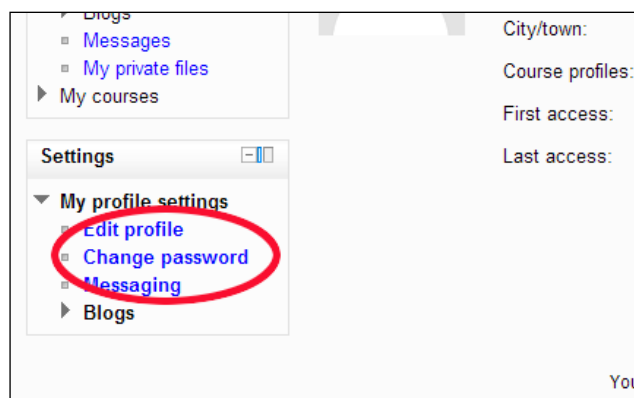 Blogs
Messages
My private files
My courses
Settings
My profile settings
Edit profile
Change password
Messaging
Blogs
City/town:
Course profiles:
First access:
Last access:
You